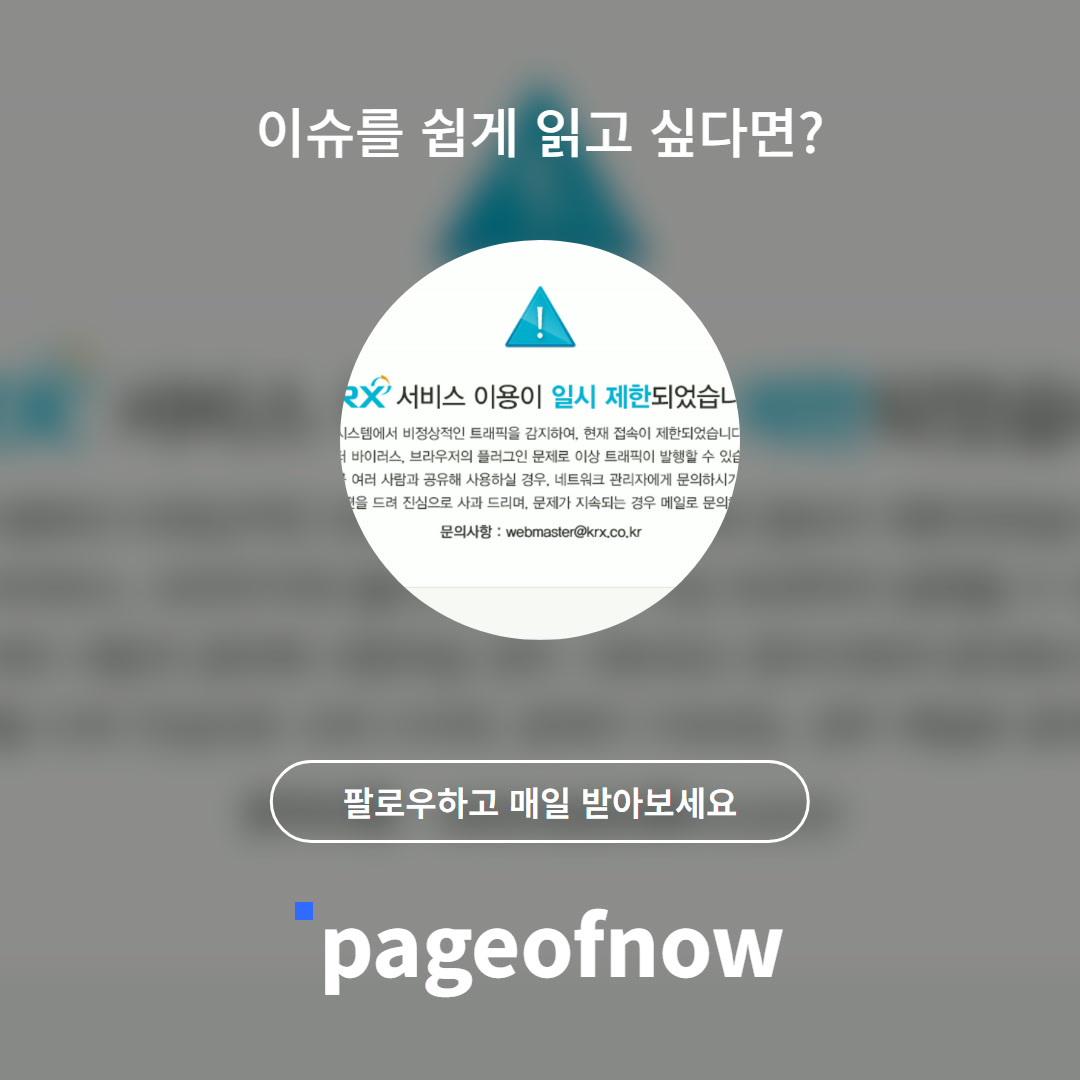 이슈를 쉽게 읽고 싶다면?
!
RX 서비스 이용이 일시 제한되었습니
시스템에서 비정상적인 트래픽을 감지하여, 현재 접속이 제한되었습니다
바이러스, 브라우저의 플러그인 문제로 이상 트래픽이 발행할 수 있습
여러 사람과 공유해 사용하실 경우, 네트워크 관리자에게 문의하시기
드려 진심으로 사과 드리며, 문제가 지속되는 경우 메일로 문의
문의사항 : webmaster@krx.co.kr
팔로우하고 매일 받아보세요
pageofnow